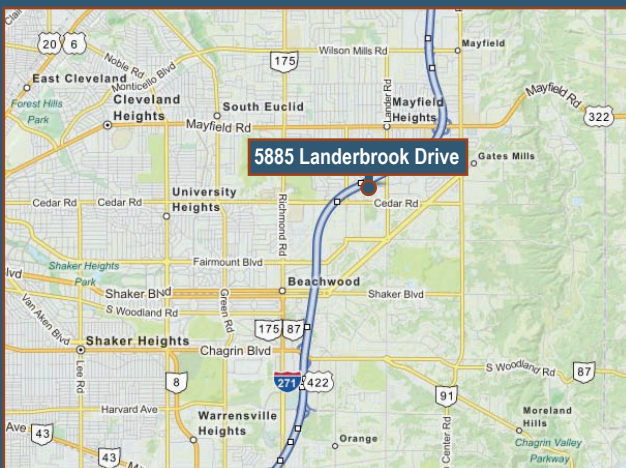 20 6
175
Wilson Mills Rd
Mayfield
Noble Rd
Monticello Blvd
East Cleveland
Lander Rd
Mayfield Rd
322
Forest Hills
Park
Cleveland
Heights
South Euclid
Mayfield
Heights
Mayfield Rd
5885 Landerbrook Drive
Gates Mills
University
Heights
Cedar Rd
Cedar Rd
Richmond Rd
Cedar Rd
Fairmount Blvd
Shaker Heights
Park
Beachwood
Shaker Blvd
Shaker Blvd
S Woodland Rd
Green Rd
Van Aken Blvd
175 87
Shaker Heights
Chagrin Blvd
Lee Rd
S Woodland Rd
87
8
271
422
91
Harvard Ave
Warrensville
Heights
Moreland
Hills
Ave
43
43
Orange
Center Rd
Chagrin Valley
Parkway